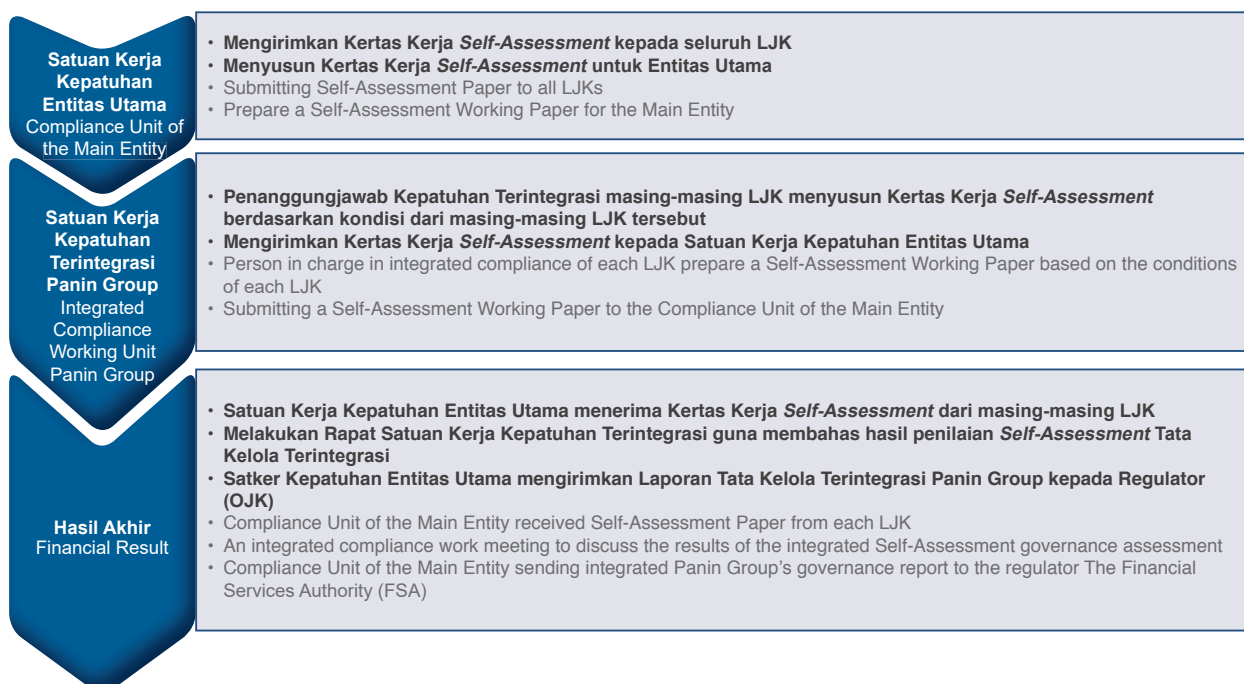 Satuan Kerja
Kepatuhan
Entitas Utama
Compliance Unit of
the Main Entity
• Mengirimkan Kertas Kerja Self-Assessment kepada seluruh LJK
• Menyusun Kertas Kerja Self-Assessment untuk Entitas Utama
• Submitting Self-Assessment Paper to all LJKs
• Prepare a Self-Assessment Working Paper for the Main Entity
Satuan Kerja
Kepatuhan
Terintegrasi
Panin Group
Integrated
Compliance
Working Unit
Panin Group
• Penanggungjawab Kepatuhan Terintegrasi masing-masing LJK menyusun Kertas Kerja Self-Assessment
berdasarkan kondisi dari masing-masing LJK tersebut
• Mengirimkan Kertas Kerja Self-Assessment kepada Satuan Kerja Kepatuhan Entitas Utama
• Person in charge in integrated compliance of each LJK prepare a Self-Assessment Working Paper based on the conditions
of each LJK
• Submitting a Self-Assessment Working Paper to the Compliance Unit of the Main Entity
Hasil Akhir
Financial Result
• Satuan Kerja Kepatuhan Entitas Utama menerima Kertas Kerja Self-Assessment dari masing-masing LJK
• Melakukan Rapat Satuan Kerja Kepatuhan Terintegrasi guna membahas hasil penilaian Self-Assessment Tata
Kelola Terintegrasi
• Satker Kepatuhan Entitas Utama mengirimkan Laporan Tata Kelola Terintegrasi Panin Group kepada Regulator
(OJK)
• Compliance Unit of the Main Entity received Self-Assessment Paper from each LJK
• An integrated compliance work meeting to discuss the results of the integrated Self-Assessment governance assessment
• Compliance Unit of the Main Entity sending integrated Panin Group's governance report to the regulator The Financial
Services Authority (FSA)